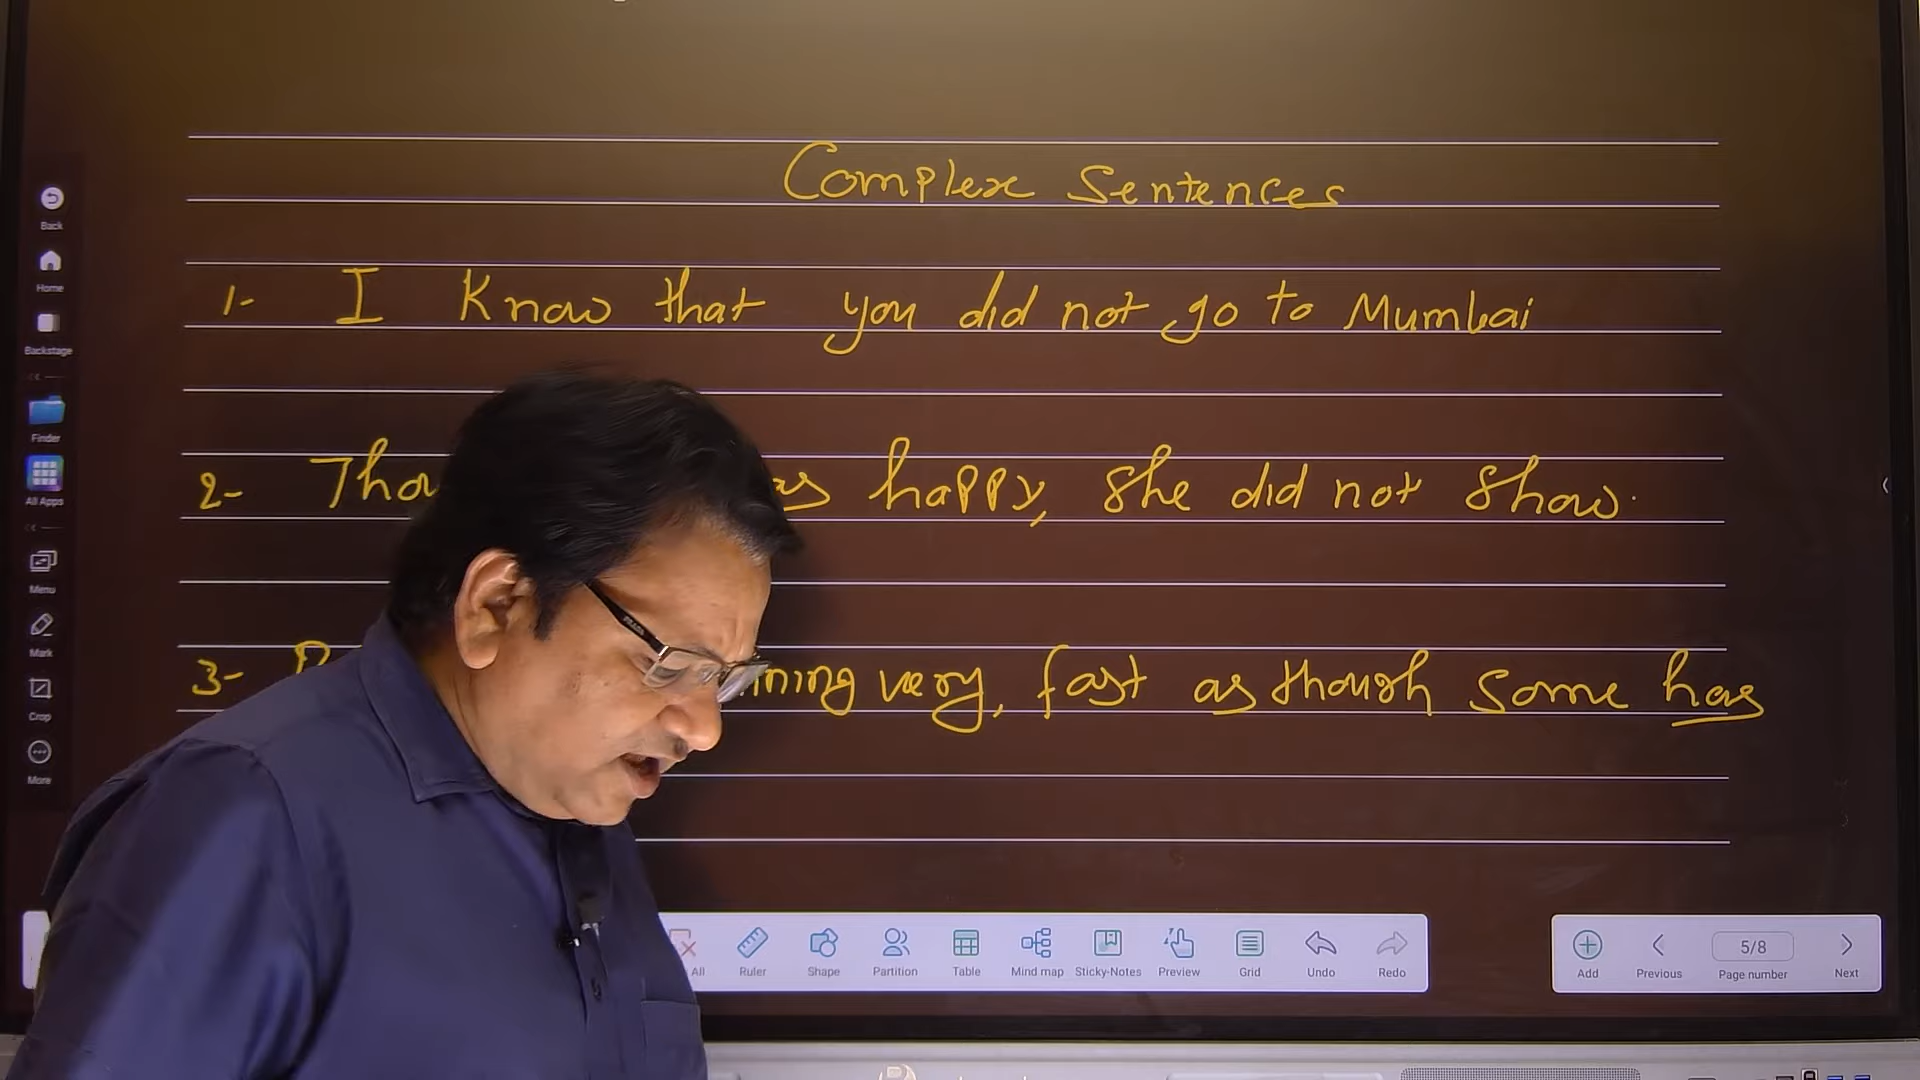 Complex Sentences
1- I Know that you did not go to Mumbai
2- happy, She did not Show.
3- very, fast as though Some has
Back
Home
Backstage
Finder
All Apps
Menu
Mark
Crop
More
All Ruler Shape Partition Table Mind map Sticky-Notes Preview Grid Undo Redo
Add Previous 5/8 Page number Next